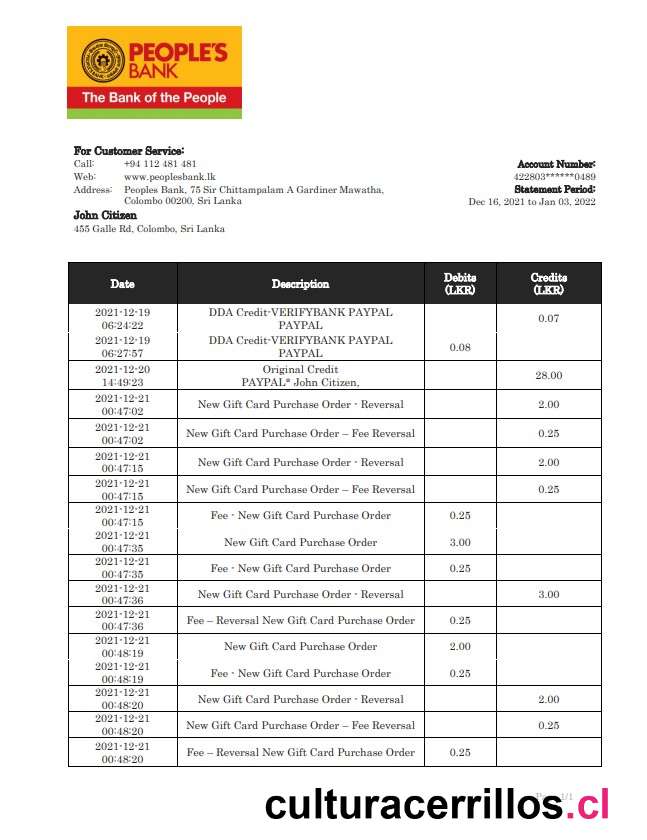 PEOPLE'S
BANK
The Bank of the People
For Customer Service:
Call: +94 112 481 481
Web: www.peoplesbank.lk
Address: Peoples Bank, 75 Sir Chittampalam A Gardiner Mawatha,
Colombo 00200, Sri Lanka
John Citizen
455 Galle Rd, Colombo, Sri Lanka
Account Number:
422803******0489
Statement Period:
Dec 16, 2021 to Jan 03, 2022
Date Description Debits (LKR) Credits (LKR)
2021-12-19 06:24:22 DDA Credit-VERIFYBANK PAYPAL PAYPAL 0.07
2021-12-19 06:27:57 DDA Credit-VERIFYBANK PAYPAL PAYPAL 0.08
2021-12-20 14:49:23 Original Credit PAYPAL* John Citizen, 28.00
2021-12-21 00:47:02 New Gift Card Purchase Order - Reversal 2.00
2021-12-21 00:47:02 New Gift Card Purchase Order – Fee Reversal 0.25
2021-12-21 00:47:15 New Gift Card Purchase Order - Reversal 2.00
2021-12-21 00:47:15 New Gift Card Purchase Order – Fee Reversal 0.25
2021-12-21 00:47:15 Fee - New Gift Card Purchase Order 0.25
2021-12-21 00:47:35 New Gift Card Purchase Order 3.00
2021-12-21 00:47:35 Fee - New Gift Card Purchase Order 0.25
2021-12-21 00:47:36 New Gift Card Purchase Order - Reversal 3.00
2021-12-21 00:47:36 Fee – Reversal New Gift Card Purchase Order 0.25
2021-12-21 00:48:19 New Gift Card Purchase Order 2.00
2021-12-21 00:48:19 Fee - New Gift Card Purchase Order 0.25
2021-12-21 00:48:20 New Gift Card Purchase Order - Reversal 2.00
2021-12-21 00:48:20 New Gift Card Purchase Order – Fee Reversal 0.25
2021-12-21 00:48:20 Fee – Reversal New Gift Card Purchase Order 0.25
1/1
culturacerrillos.cl